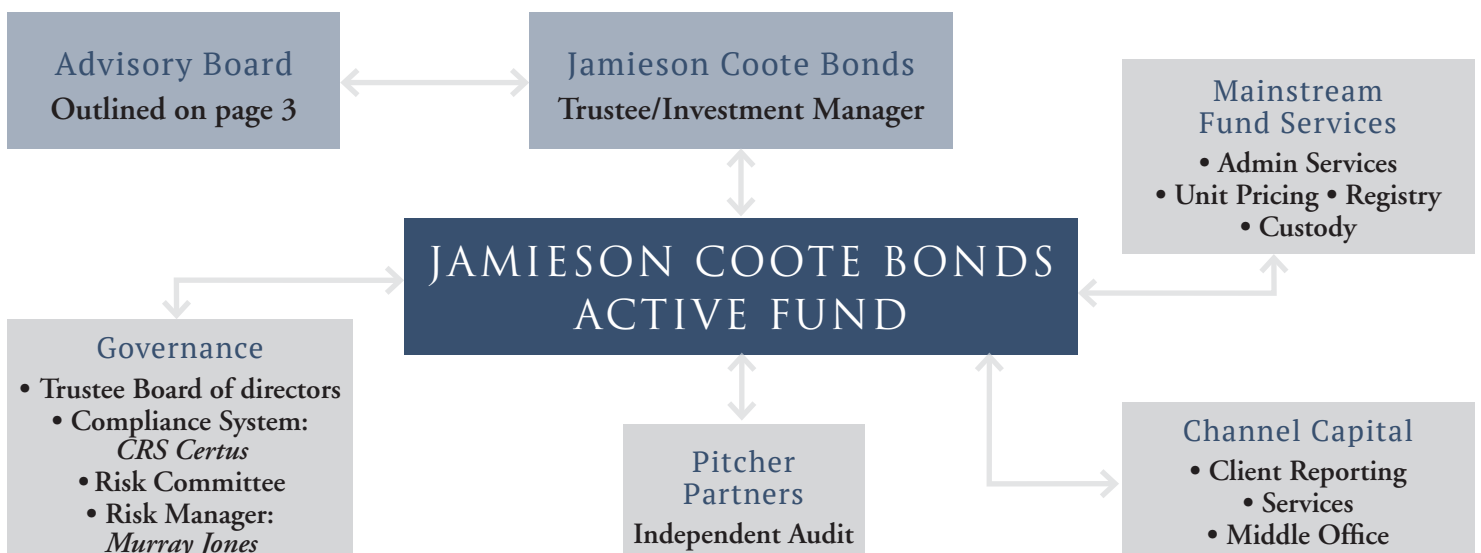 Advisory Board
Outlined on page 3
Jamieson Coote Bonds
Trustee/Investment Manager
Mainstream
Fund Services
• Admin Services
• Unit Pricing • Registry
• Custody
JAMIESON COOTE BONDS
ACTIVE FUND
Governance
• Trustee Board of directors
• Compliance System:
CRS Certus
• Risk Committee
• Risk Manager:
Murray Jones
Pitcher
Partners
Independent Audit
Channel Capital
• Client Reporting
• Services
• Middle Office